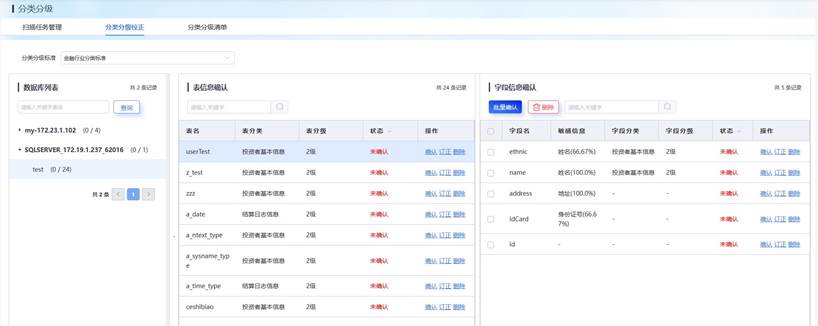 分类分级
扫描任务管理 分类分级校正 分类分级清单
分类分级标准 金融行业分类标准
数据库列表 共 2 条记录
查询
my-172.23.1.102 (0 / 4)
SQLSERVER_172.19.1.237_62016 (0 / 1)
test (0 / 24)
共 2 条 < 1 >
表信息确认 共 24 条记录
请输入关键字
表名 表分类 表分级 状态 操作
userTest 投资者基本信息 2级 未确认 确认 订正 删除
z_test 投资者基本信息 2级 未确认 确认 订正 删除
zzz 投资者基本信息 2级 未确认 确认 订正 删除
a_date 结算日志信息 2级 未确认 确认 订正 删除
a_ntext_type 投资者基本信息 2级 未确认 确认 订正 删除
a_sysname_typ
e 投资者基本信息 2级 未确认 确认 订正 删除
a_time_type 结算日志信息 2级 未确认 确认 订正 删除
ceshibiao 投资者基本信息 2级 未确认 确认 订正 删除
字段信息确认 共 5 条记录
批量确认 删除 请输入关键字
字段名 敏感信息 字段分类 字段分级 状态 操作
ethnic 姓名(66.67%) 投资者基本信息 2级 未确认 确认 订正 删除
name 姓名(100.0%) 投资者基本信息 2级 未确认 确认 订正 删除
address 地址(100.0%) - - 未确认 确认 订正 删除
idCard 身份证号(66.6
7%) - - 未确认 确认 订正 删除
id - - - 未确认 确认 订正 删除